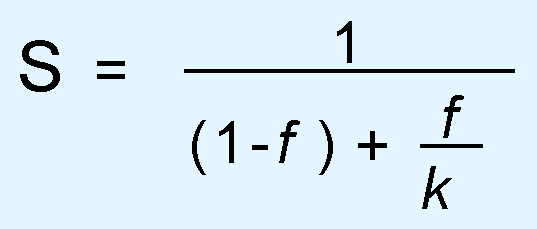 S = 1 / ((1-f) + f/k)